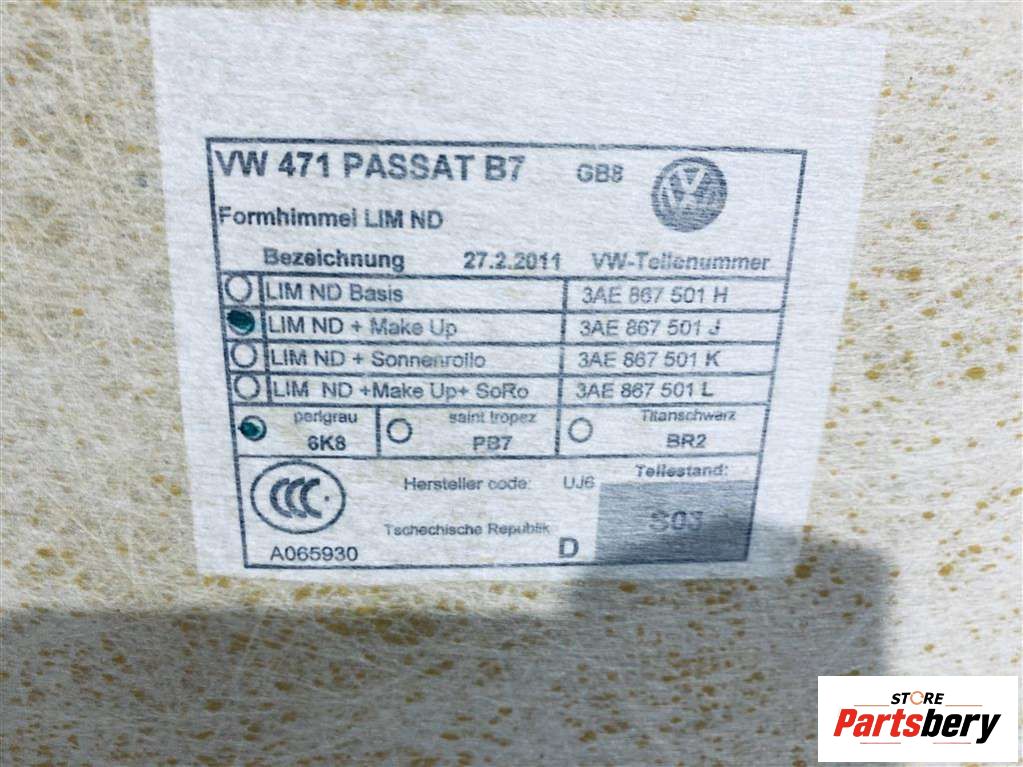 VW 471 PASSAT B7 GB8
Formhimmel LIM ND
Bezeichnung 27.2.2011 VW-Teilenummer
LIM ND Basis 3AE 867 501 H
LIM ND + Make Up 3AE 867 501 J
LIM ND + Sonnenrollo 3AE 867 501 K
LIM ND +Make Up+ SoRo 3AE 867 501 L
perlgrau saint tropez Titanschwarz
6K8 PB7 BR2
Hersteller code: UJ6 Teilestand:
CCC S03
Tschechische Republik D
A065930
STORE
Partsbery